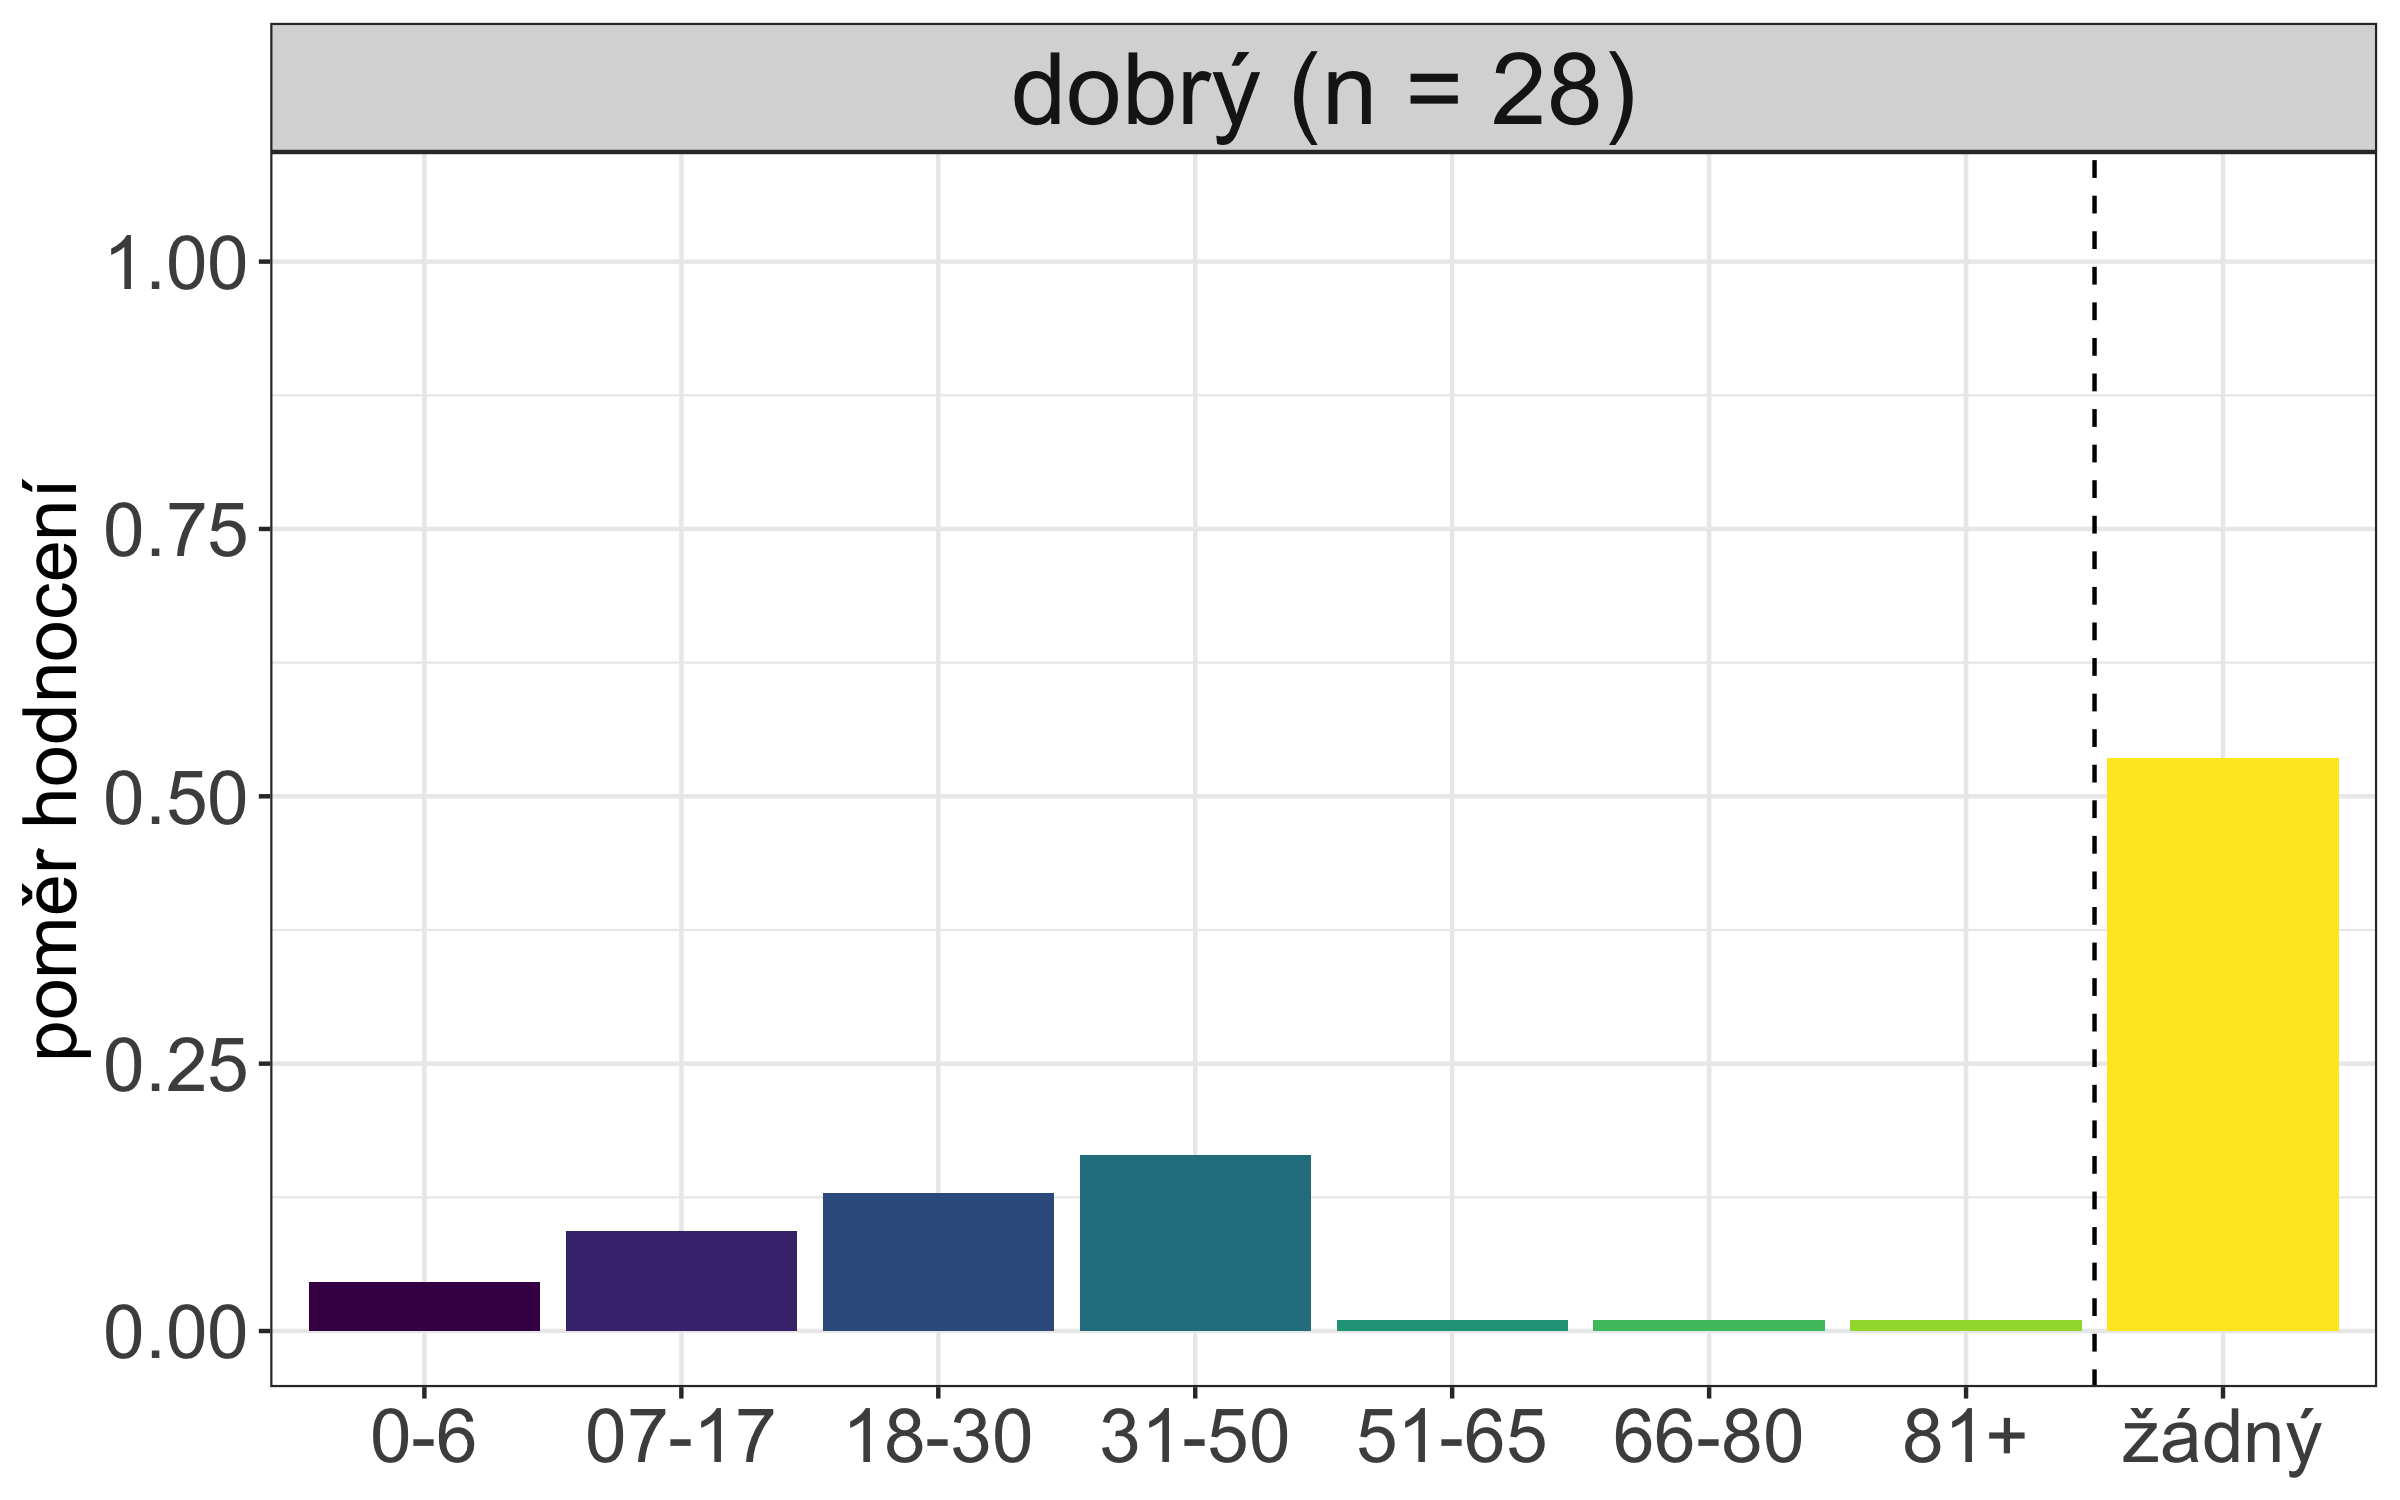 dobrý (n = 28)
poměr hodnocení
1.00
0.75
0.50
0.25
0.00
0-6 07-17 18-30 31-50 51-65 66-80 81+ žádný